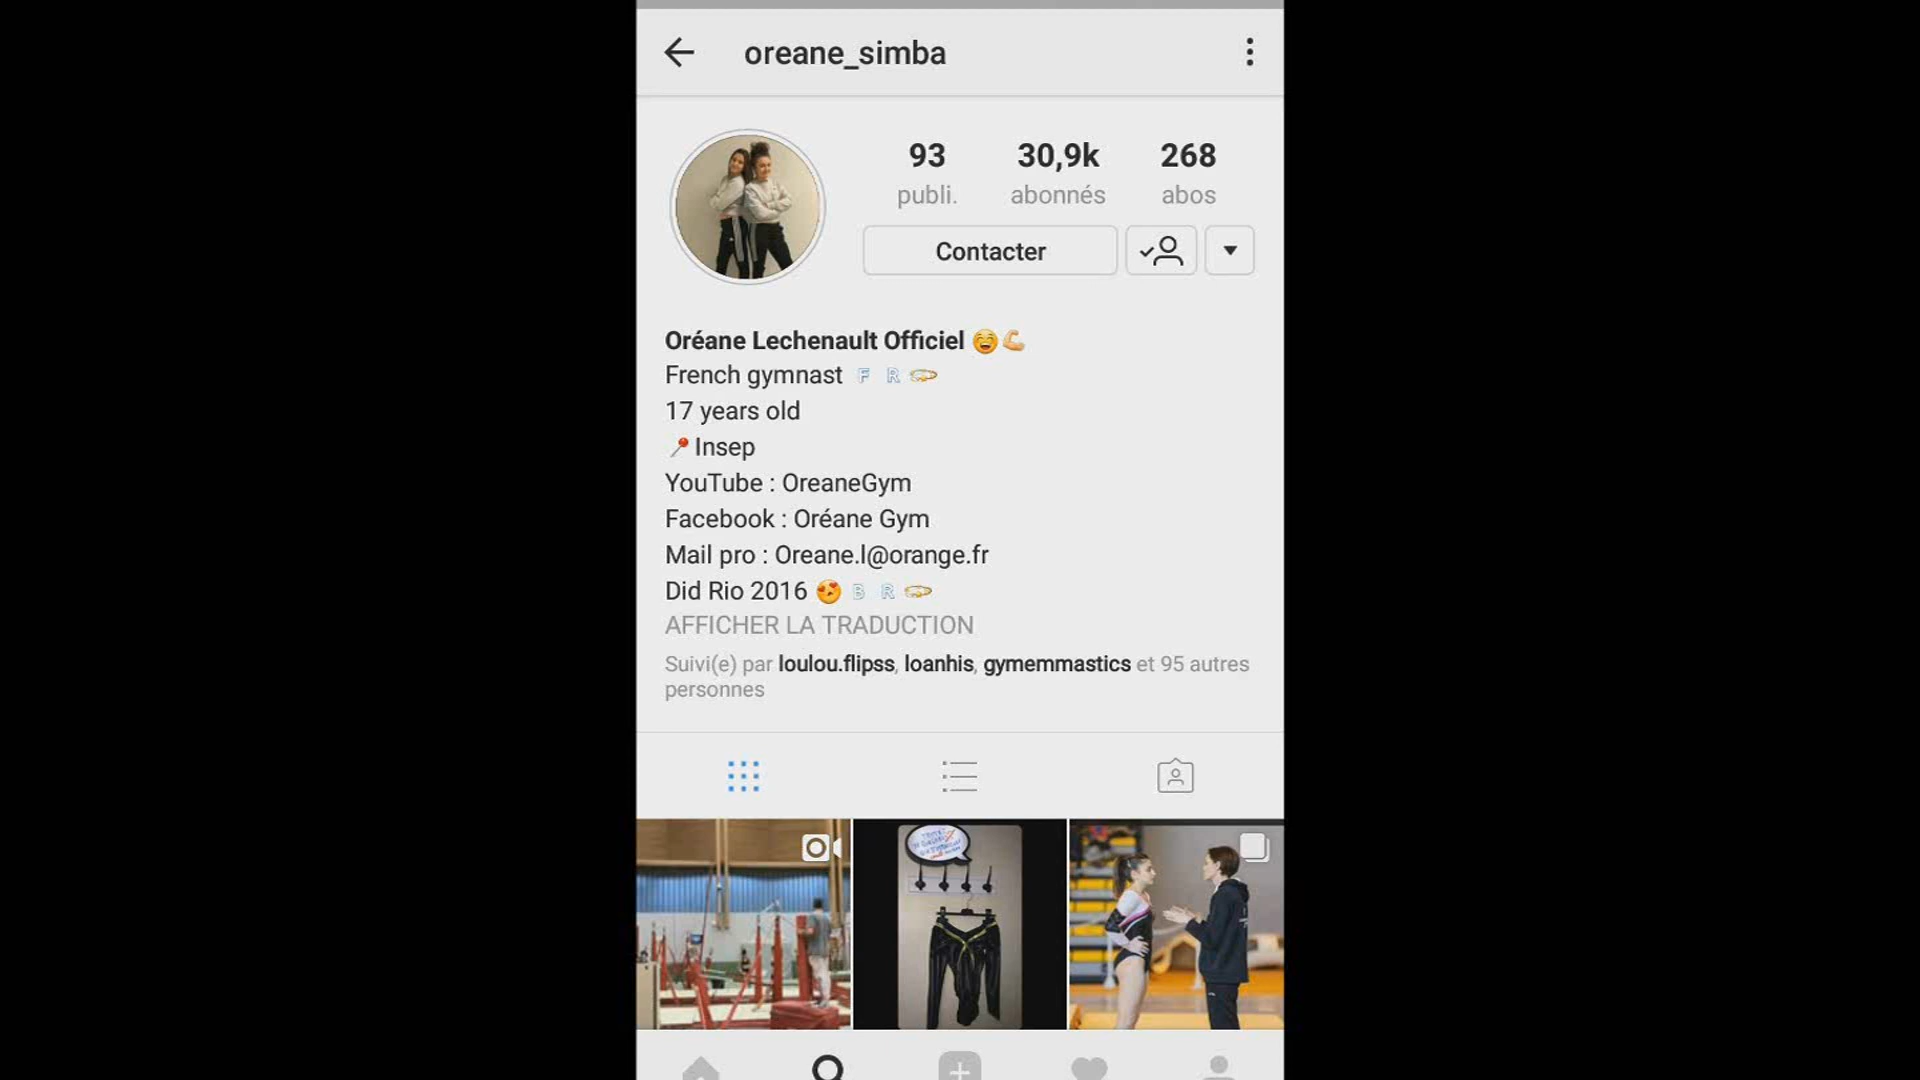 oreane_simba
93 30,9k 268
publi. abonnés abos
Contacter
Oréane Lechenault Officiel 😁💪🏼
French gymnast 🇫 🇷 💫
17 years old
📍Insep
YouTube : OreaneGym
Facebook : Oréane Gym
Mail pro : Oreane.l@orange.fr
Did Rio 2016 😍 🇧 🇷 💫
AFFICHER LA TRADUCTION
Suivi(e) par loulou.flipss, loanhis, gymemmastics et 95 autres
personnes